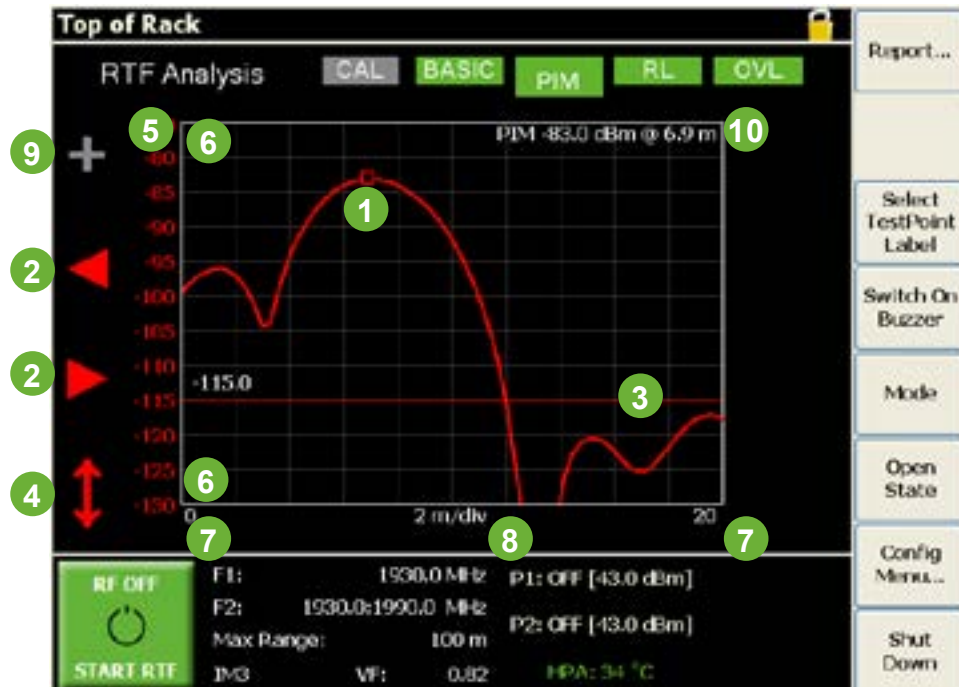 Top of Rack
Report...
RTF Analysis
CAL
BASIC
PIM
RL
OVL
5
6
PIM -83.0 dBm @ 6.9 m
10
9
-80
-85
1
-90
Select
TestPoint
Label
2
-95
-100
Switch On
Buzzer
-105
2
-110
-115.0
-115
3
Mode
-120
-125
4
6
-130
Open
State
0
2 m/div
20
7
8
7
Config
Menu...
RF OFF
START RTF
F1:
1930.0 MHz
P1: OFF [43.0 dBm]
F2:
1930.0:1990.0 MHz
Max Range:
100 m
P2: OFF [43.0 dBm]
IM3
VF:
0.82
HPA: 34 °C
Shut
Down